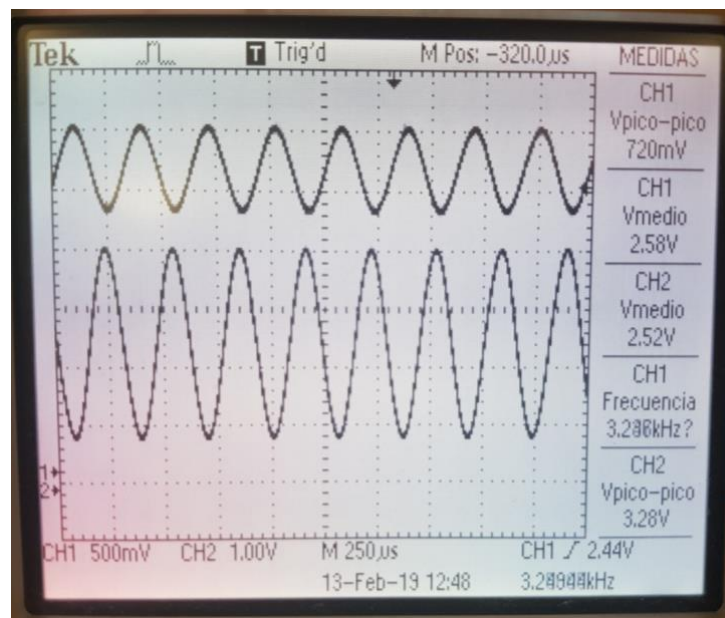 Tek T Trig'd M Pos: -320.0µs MEDIDAS
CH1
Vpico-pico
720mV
CH1
Vmedio
2.58V
CH2
Vmedio
2.52V
CH1
Frecuencia
CH2
Vpico-pico
3.28V
1
2
CH1 500mV CH2 1.00V M 250µs CH1 2.44V
13-Feb-19 12:48